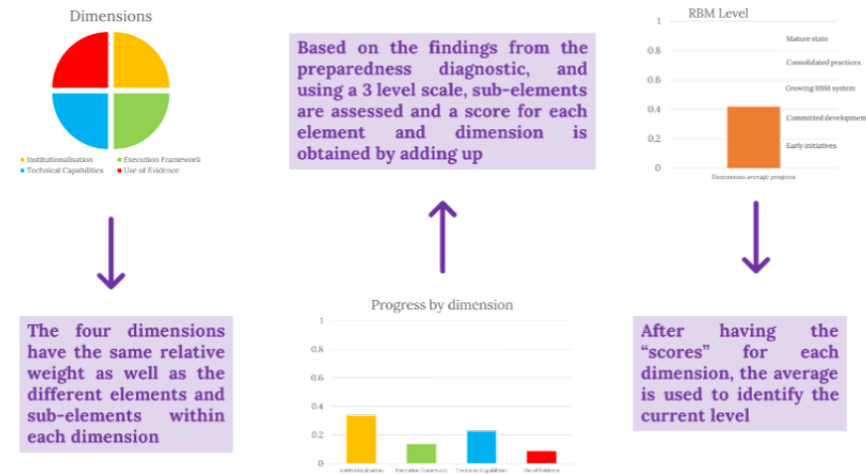 Dimensions
Institutionalisation
Execution Framework
Technical Capabilities
Use of Evidence
The four dimensions
have the same relative
weight as well as the
different elements and
sub-elements within
each dimension
Based on the findings from the
preparedness diagnostic, and
using a 3 level scale, sub-elements
are assessed and a score for each
element and dimension is
obtained by adding up
Progress by dimension
1
0.8
0.6
0.4
0.2
0
Institutionalisation
Execution Framework
Technical Capabilities
Use of Evidence
RBM Level
1
0.8
0.6
0.4
0.2
0
Mature state
Consolidated practices
Growing RBM system
Committed development
Early initiatives
Dimensions average progress
After having the
“scores” for each
dimension, the average
is used to identify the
current level